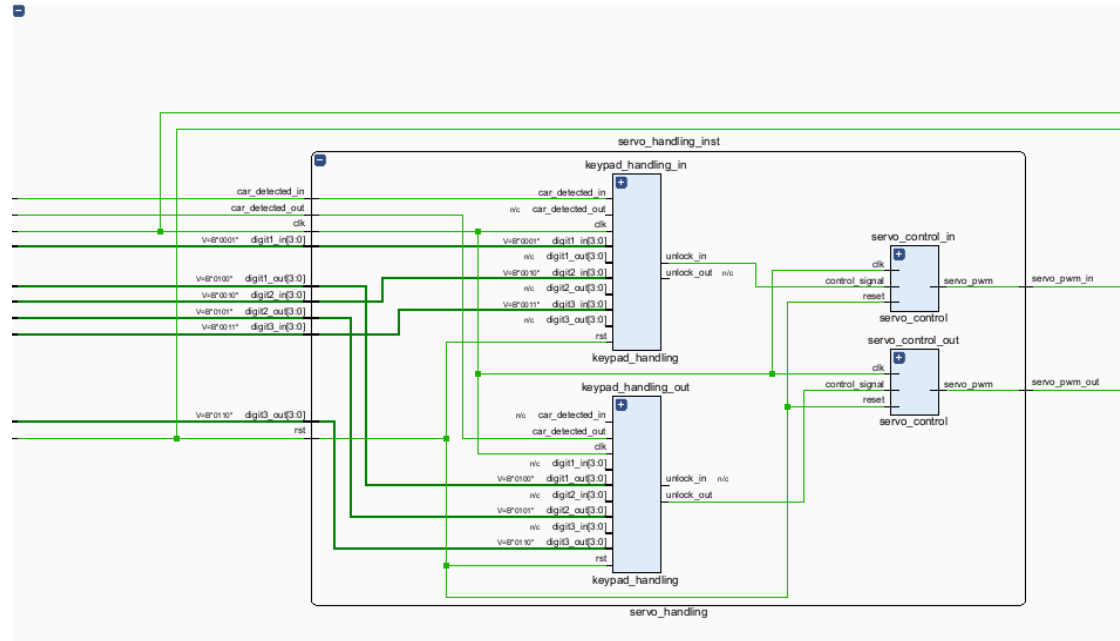 servo_handling_inst
keypad_handling_in
car_detected_in
car_detected_out
clk
V=B"0001" digit1_in[3:0]
V=B"0100" digit1_out[3:0]
V=B"0010" digit2_in[3:0]
V=B"0101" digit2_out[3:0]
V=B"0011" digit3_in[3:0]
V=B"0110" digit3_out[3:0]
rst
car_detected_in
n/c car_detected_out
clk
V=B"0001" digit1_in[3:0]
n/c digit1_out[3:0]
V=B"0010" digit2_in[3:0]
n/c digit2_out[3:0]
V=B"0011" digit3_in[3:0]
n/c digit3_out[3:0]
rst
unlock_in
unlock_out n/c
keypad_handling
keypad_handling_out
n/c car_detected_in
car_detected_out
clk
n/c digit1_in[3:0]
V=B"0100" digit1_out[3:0]
n/c digit2_in[3:0]
V=B"0101" digit2_out[3:0]
n/c digit3_in[3:0]
V=B"0110" digit3_out[3:0]
rst
unlock_in n/c
unlock_out
keypad_handling
servo_control_in
clk
control_signal
reset
servo_pwm
servo_control
servo_pwm_in
servo_control_out
clk
control_signal
reset
servo_pwm
servo_control
servo_pwm_out
servo_handling